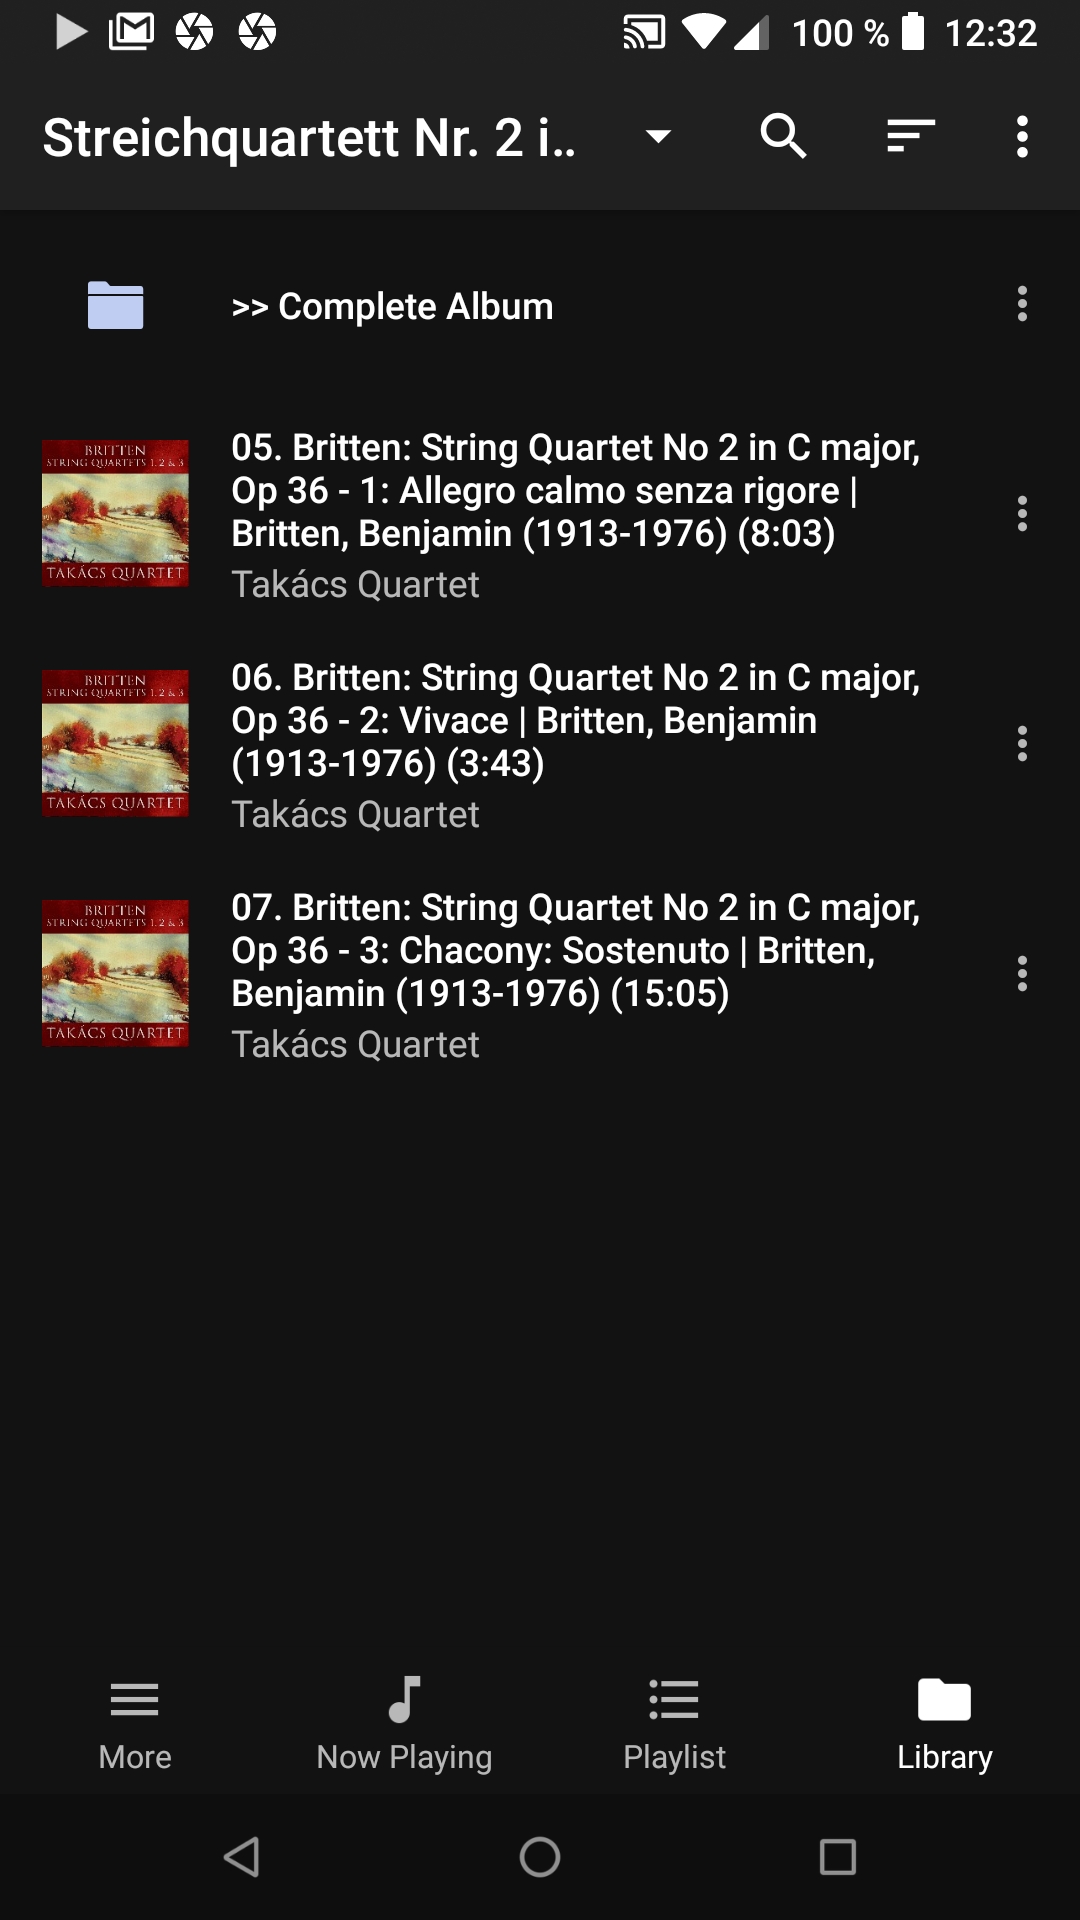 100 % 12:32
Streichquartett Nr. 2 i..
>> Complete Album
BRITTEN
STRING QUARTETS 1, 2 & 3
TAKÁCS QUARTET
05. Britten: String Quartet No 2 in C major,
Op 36 - 1: Allegro calmo senza rigore |
Britten, Benjamin (1913-1976) (8:03)
Takács Quartet
BRITTEN
STRING QUARTETS 1, 2 & 3
TAKÁCS QUARTET
06. Britten: String Quartet No 2 in C major,
Op 36 - 2: Vivace | Britten, Benjamin
(1913-1976) (3:43)
Takács Quartet
BRITTEN
STRING QUARTETS 1, 2 & 3
TAKÁCS QUARTET
07. Britten: String Quartet No 2 in C major,
Op 36 - 3: Chacony: Sostenuto | Britten,
Benjamin (1913-1976) (15:05)
Takács Quartet
More
Now Playing
Playlist
Library